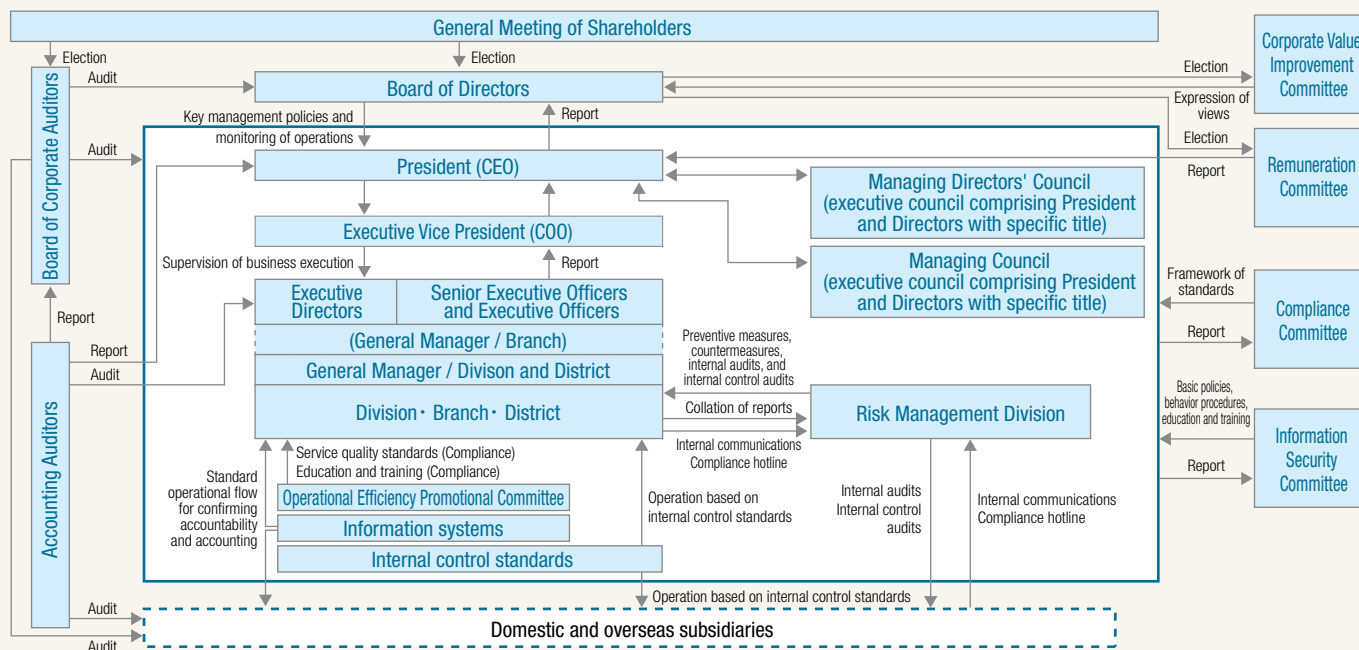 General Meeting of Shareholders
Election
Election
Board of Corporate Auditors
Audit
Board of Directors
Election
Corporate Value
Improvement
Committee
Expression of
views
Key management policies and
monitoring of operations
Report
Audit
President (CEO)
Election
Report
Remuneration
Committee
Managing Directors' Council
(executive council comprising President
and Directors with specific title)
Executive Vice President (COO)
Supervision of business execution
Report
Managing Council
(executive council comprising President
and Directors with specific title)
Framework of
standards
Report
Compliance
Committee
Executive
Directors
Senior Executive Officers
and Executive Officers
(General Manager / Branch)
General Manager / Divison and District
Division・Branch・District
Report
Report
Audit
Accounting Auditors
Preventive measures,
countermeasures,
internal audits, and
internal control audits
Collation of reports
Internal communications
Compliance hotline
Risk Management Division
Basic policies,
behavior procedures,
education and training
Report
Information
Security
Committee
Service quality standards (Compliance)
Education and training (Compliance)
Standard
operational flow
for confirming
accountability
and accounting
Operational Efficiency Promotional Committee
Information systems
Internal control standards
Operation based on
internal control standards
Internal audits
Internal control
audits
Internal communications
Compliance hotline
Operation based on internal control standards
Audit
Audit
Domestic and overseas subsidiaries